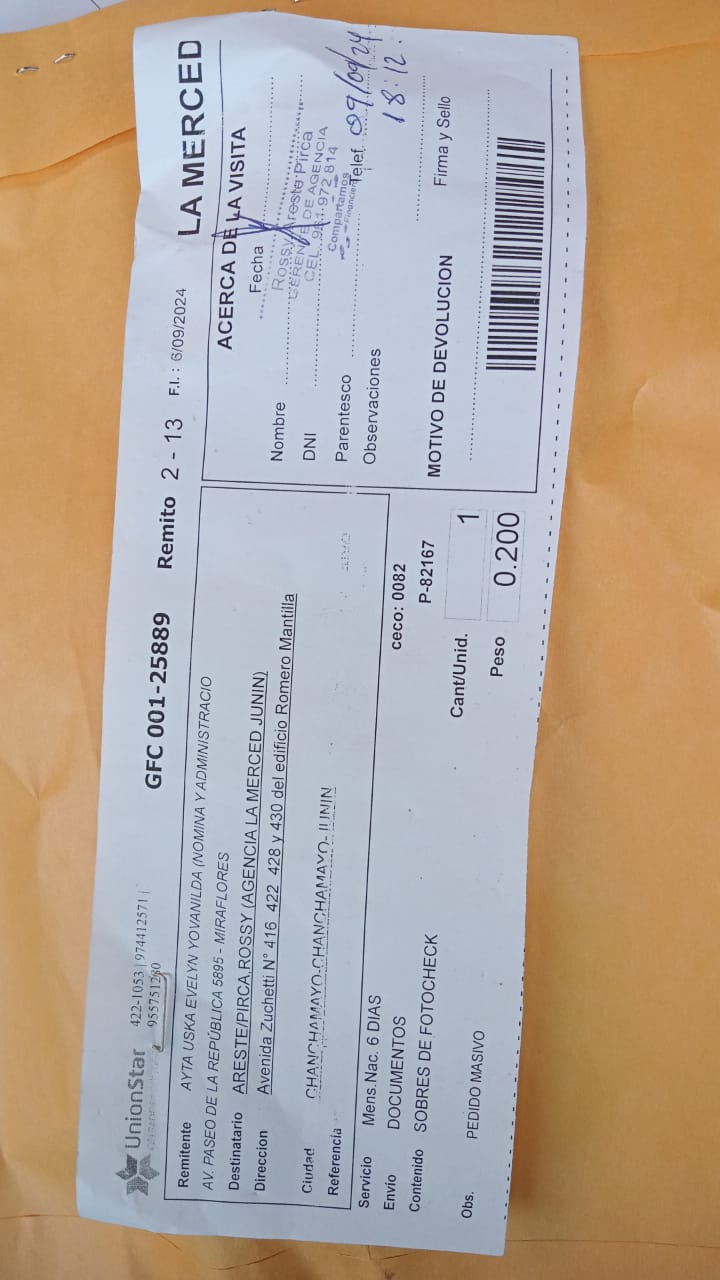 UnionStar 422-1053 | 974412571 |
955751280
GFC 001-25889 Remito 2 - 13 F.I.: 6/09/2024 LA MERCED
Remitente AYTA USKA EVELYN YOVANILDA (NOMINA Y ADMINISTRACIO
AV. PASEO DE LA REPÚBLICA 5895 - MIRAFLORES
Destinatario ARESTE/PIRCA,ROSSY (AGENCIA LA MERCED JUNIN)
Direccion Avenida Zuchetti N° 416 422 428 y 430 del edificio Romero Mantilla
Ciudad CHANCHAMAYO-CHANCHAMAYO-JUNIN
Referencia
Servicio Mens.Nac. 6 DIAS
Envío DOCUMENTOS ceco: 0082
Contenido SOBRES DE FOTOCHECK P-82167
Cant/Unid. 1
Obs. PEDIDO MASIVO Peso 0.200
ACERCA DE LA VISITA
Fecha
Rossy Areste Pirca
GERENTE DE AGENCIA
CEL. 961 972 814
Compartamos
Financiera
Nombre
DNI
Parentesco Telef. 09/09/24
18:12
Observaciones
MOTIVO DE DEVOLUCION Firma y Sello